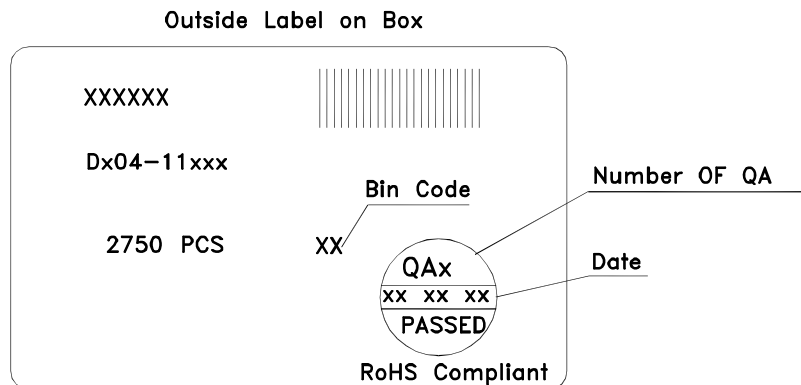 Outside Label on Box
XXXXXX
Dx04-11xxx
Bin Code
Number OF QA
2750 PCS
XX
QAx
Date
XX XX XX
PASSED
RoHS Compliant